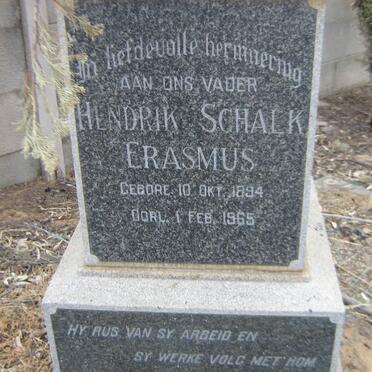 In liefdevolle herinnering
AAN ONS VADER
HENDRIK SCHALK
ERASMUS
GEBORE. 10 OKT. 1894
OORL. 1 FEB. 1965
HY RUS VAN SY ARBEID EN
SY WERKE VOLG MET HOM